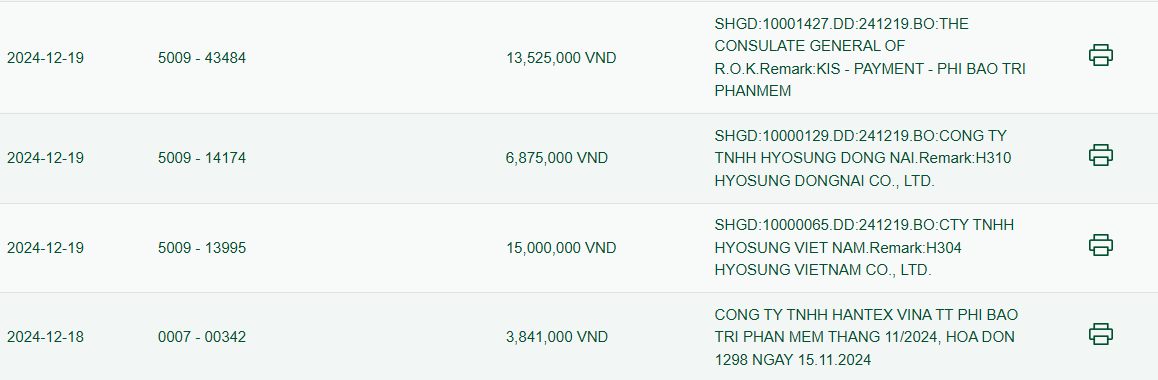 SHGD:10001427.DD:241219.BO:THE
CONSULATE GENERAL OF
2024-12-19 5009 - 43484 13,525,000 VND
R.O.K.Remark:KIS - PAYMENT - PHI BAO TRI
PHANMEM
SHGD:10000129.DD:241219.BO:CONG TY
2024-12-19 5009 - 14174 6,875,000 VND TNHH HYOSUNG DONG NAI.Remark:H310
HYOSUNG DONGNAI CO., LTD.
SHGD:10000065.DD:241219.BO:CTY TNHH
2024-12-19 5009 - 13995 15,000,000 VND HYOSUNG VIET NAM.Remark:H304
HYOSUNG VIETNAM CO., LTD.
CONG TY TNHH HANTEX VINA TT PHI BAO
2024-12-18 0007 - 00342 3,841,000 VND TRI PHAN MEM THANG 11/2024, HOA DON
1298 NGAY 15.11.2024